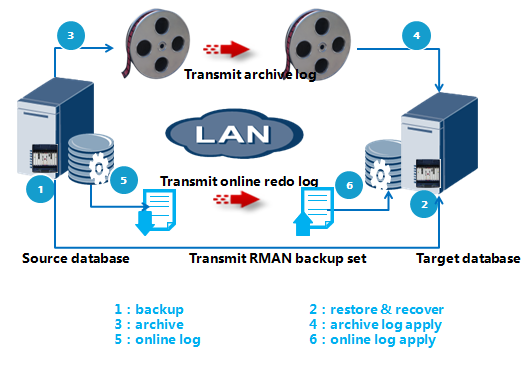 3
4
Transmit archive log
LAN
1
5
Transmit online redo log
6
2
Source database
Transmit RMAN backup set
Target database
1 : backup
2 : restore & recover
3 : archive
4 : archive log apply
5 : online log
6 : online log apply